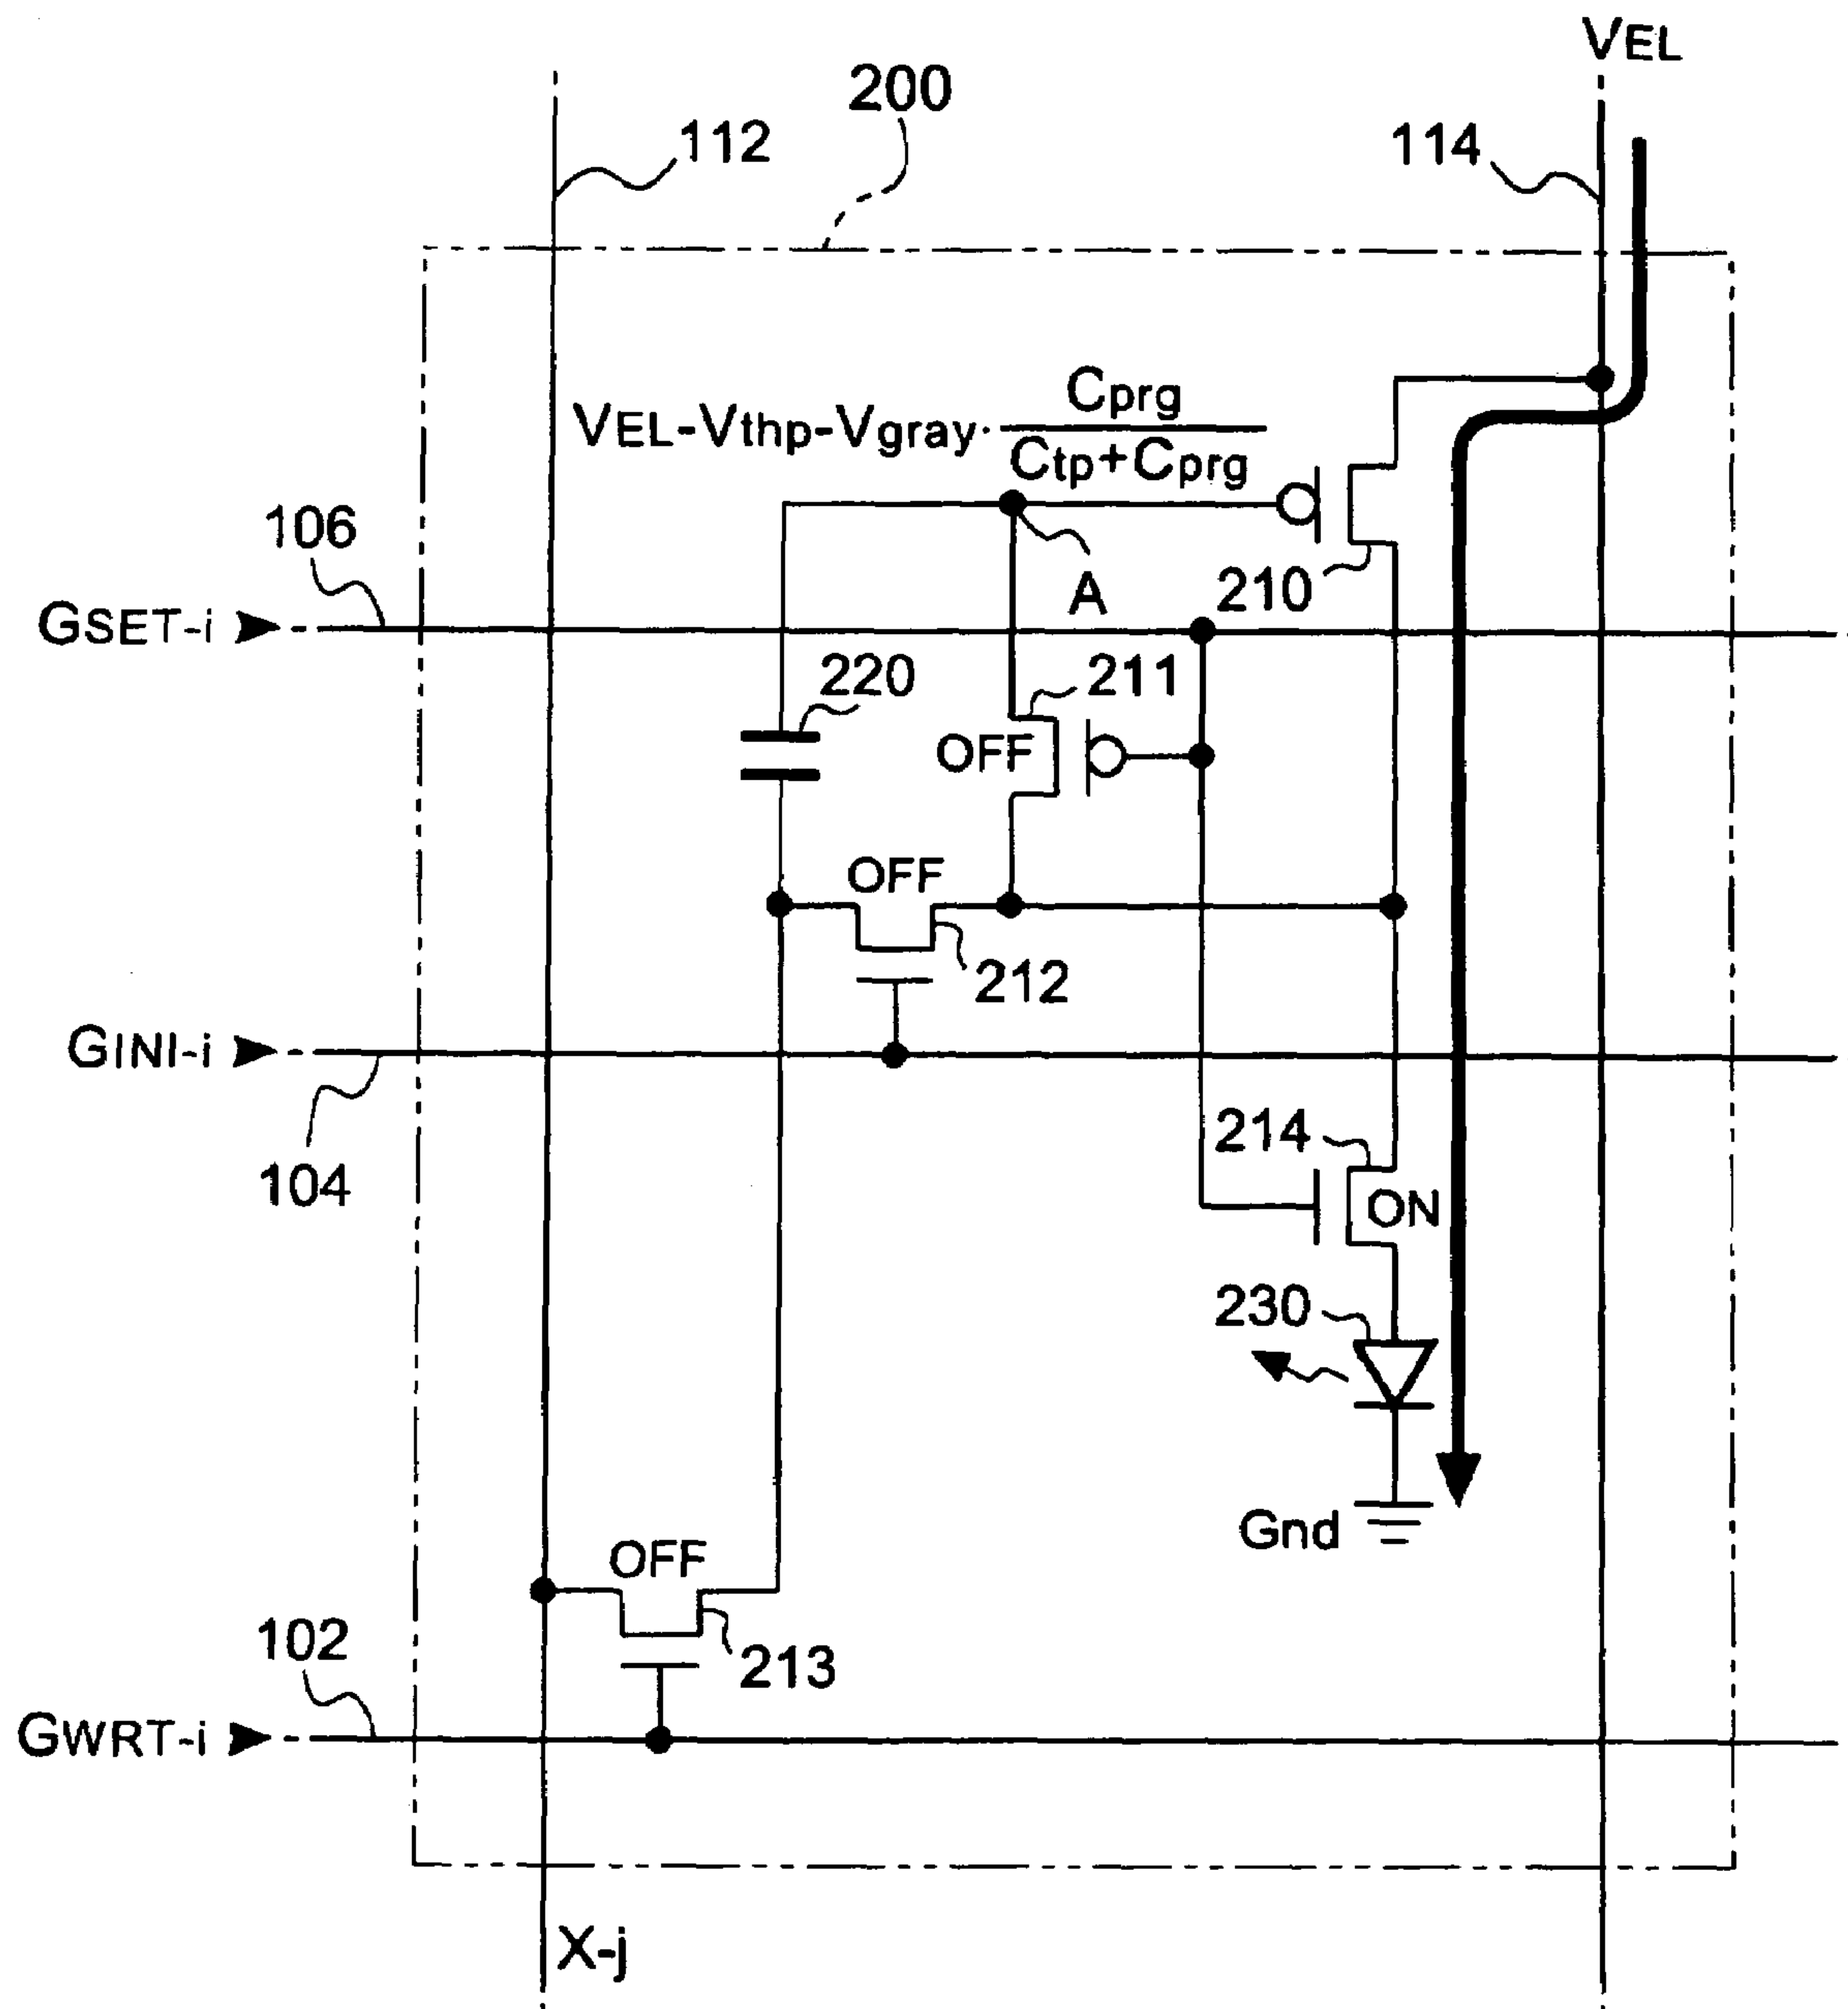 VEL
200
112
114
VEL-Vthp-Vgray· Cprg
Ctp+Cprg
106
A
210
GSET-i
220
211
OFF
OFF
212
GINI-i
104
214
ON
230
Gnd
OFF
102
213
GWRT-i
X-j